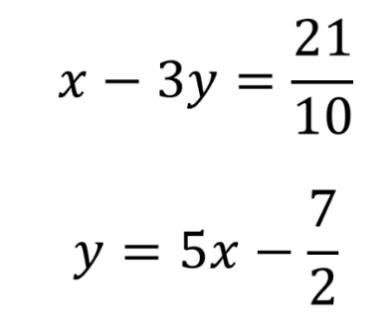 x − 3y = 21/10
y = 5x − 7/2